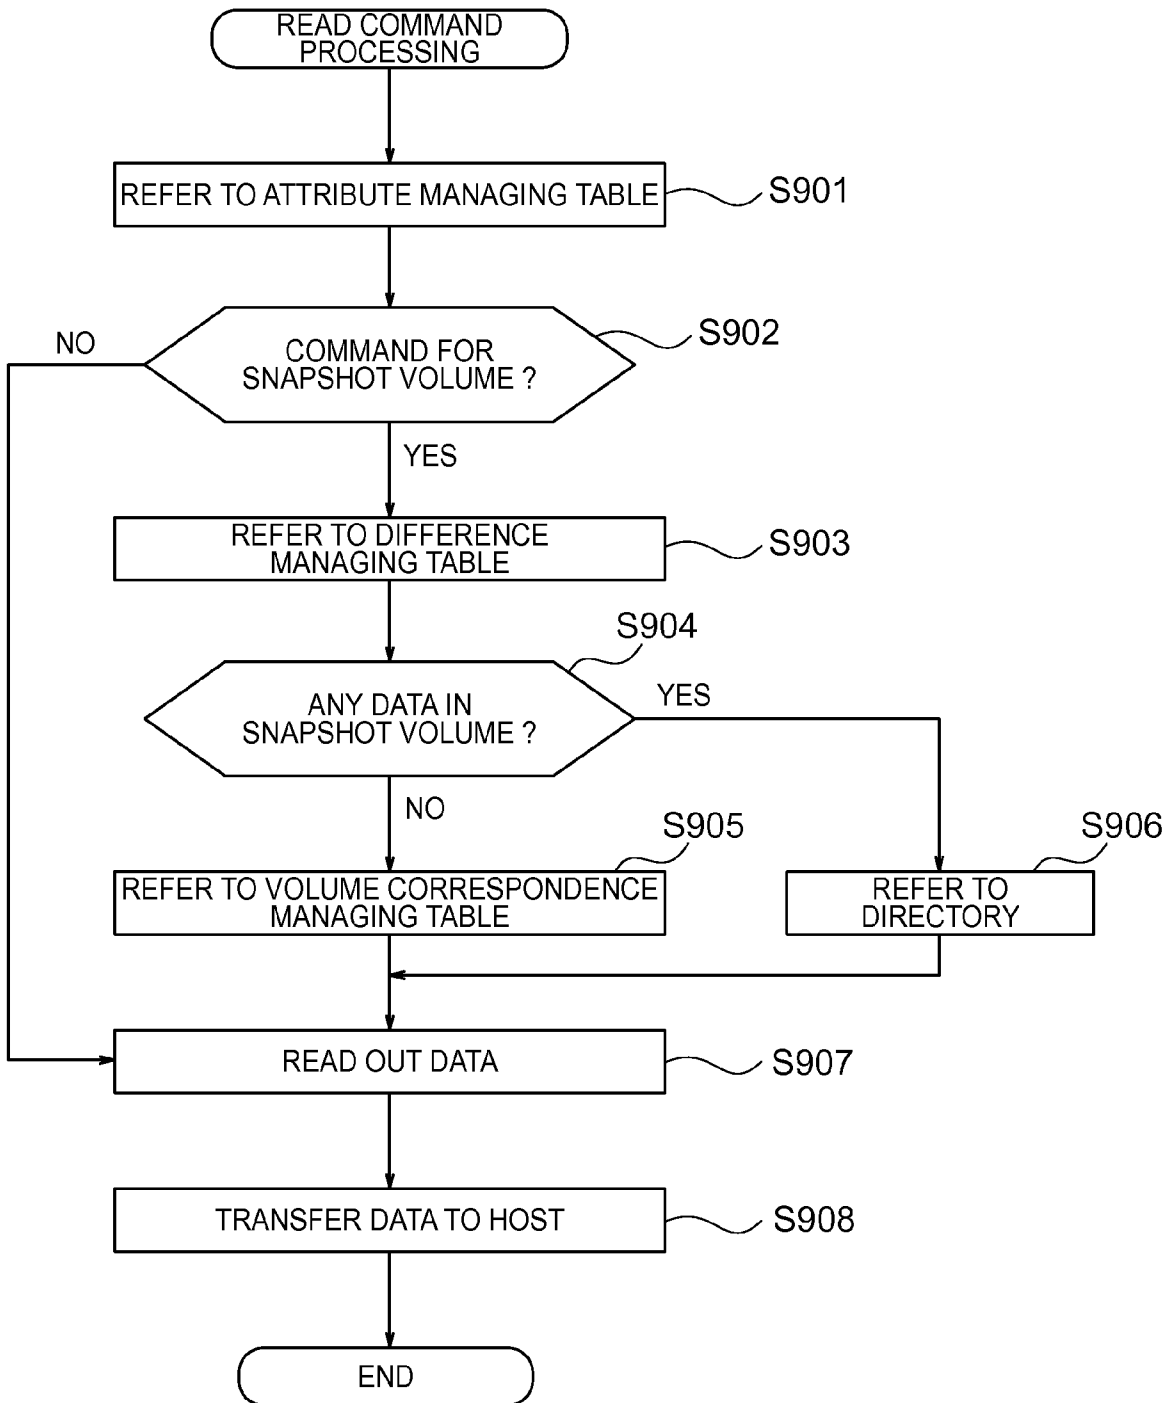 READ COMMAND
PROCESSING
REFER TO ATTRIBUTE MANAGING TABLE
S901
COMMAND FOR
SNAPSHOT VOLUME ?
S902
NO
YES
REFER TO DIFFERENCE
MANAGING TABLE
S903
S904
ANY DATA IN
SNAPSHOT VOLUME ?
YES
NO
S905
S906
REFER TO VOLUME CORRESPONDENCE
MANAGING TABLE
REFER TO
DIRECTORY
READ OUT DATA
S907
TRANSFER DATA TO HOST
S908
END